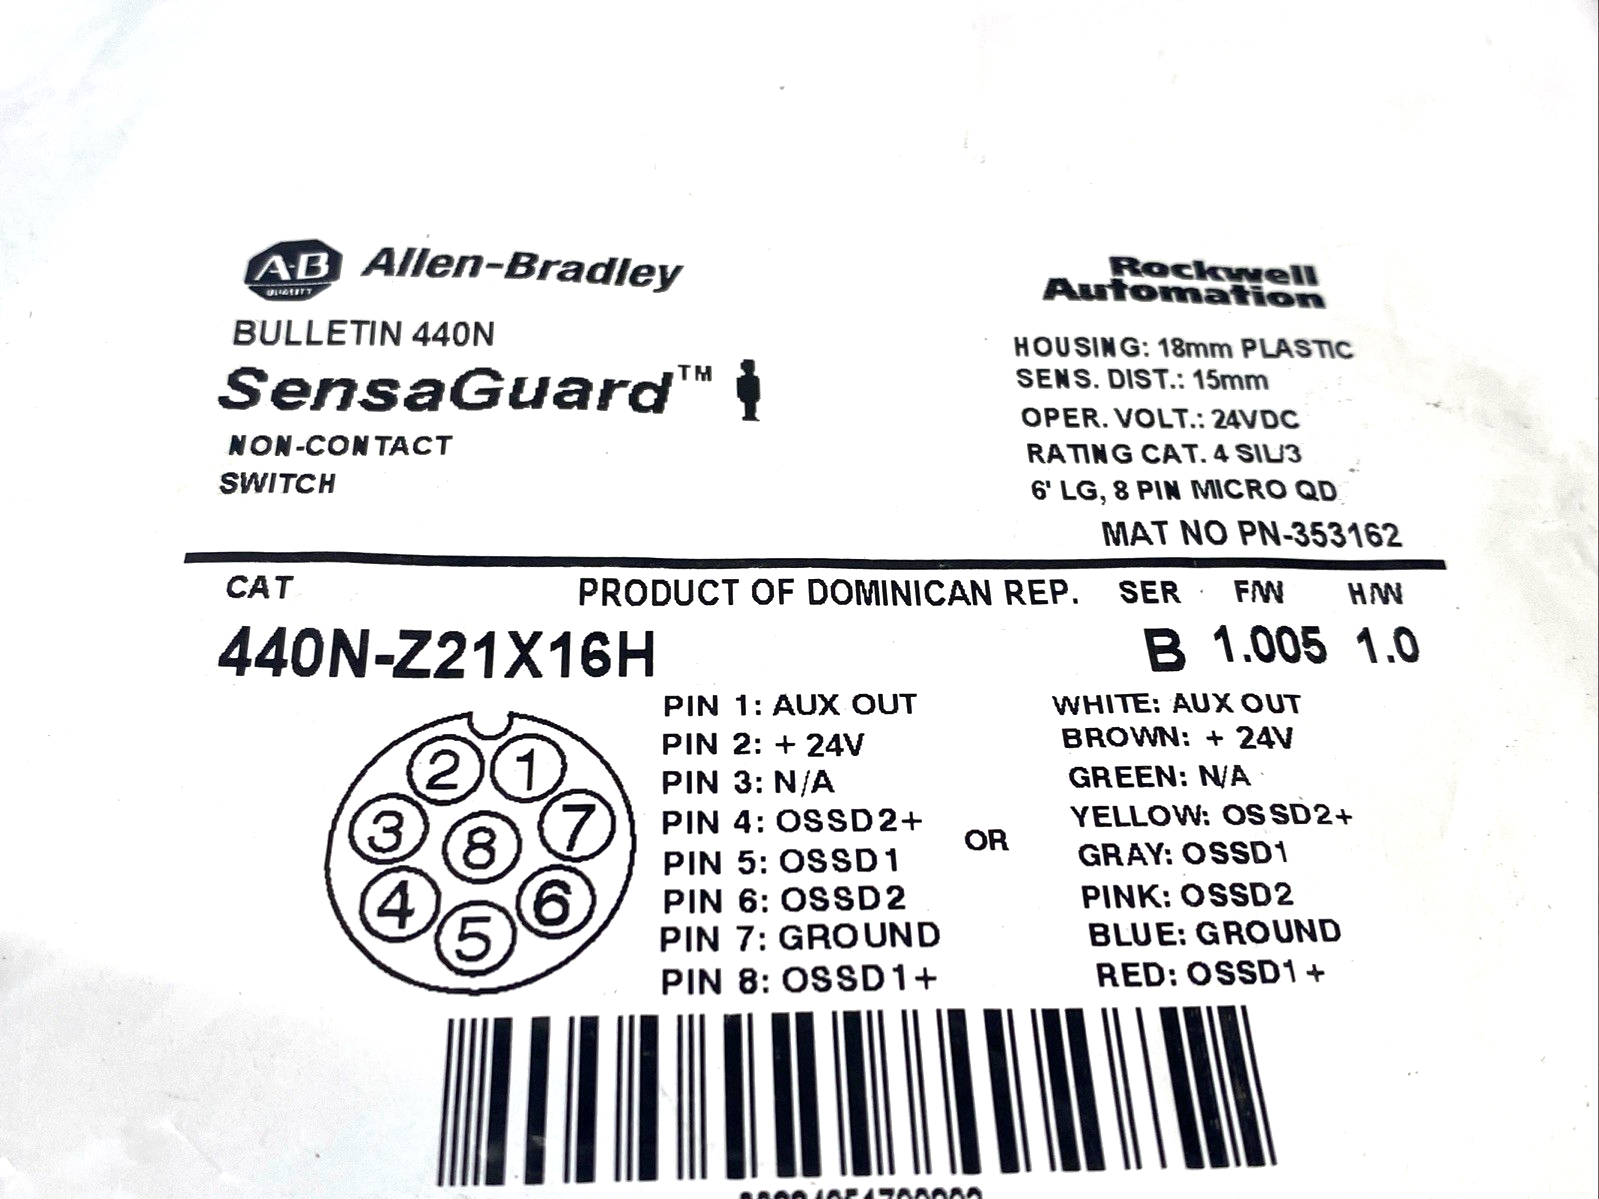 A-B
QUALITY
Allen-Bradley
BULLETIN 440N
SensaGuard™
NON-CONTACT
SWITCH
Rockwell
Automation
HOUSING: 18mm PLASTIC
SENS. DIST.: 15mm
OPER. VOLT.: 24VDC
RATING CAT. 4 SIL/3
6' LG, 8 PIN MICRO QD
MAT NO PN-353162
CAT PRODUCT OF DOMINICAN REP. SER F/W H/W
440N-Z21X16H B 1.005 1.0
2 1
3 8 7
4 5 6
PIN 1: AUX OUT
PIN 2: + 24V
PIN 3: N/A
PIN 4: OSSD2+
PIN 5: OSSD1
PIN 6: OSSD2
PIN 7: GROUND
PIN 8: OSSD1+
OR
WHITE: AUX OUT
BROWN: + 24V
GREEN: N/A
YELLOW: OSSD2+
GRAY: OSSD1
PINK: OSSD2
BLUE: GROUND
RED: OSSD1+